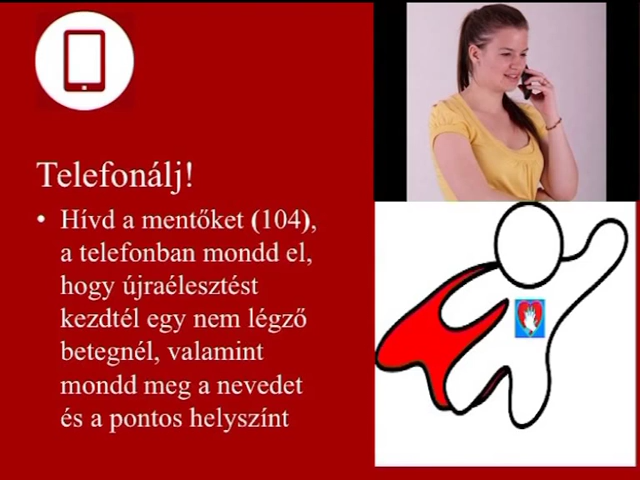 Telefonálj!
• Hívd a mentőket (104),
a telefonban mondd el,
hogy újraélesztést
kezdtél egy nem légző
betegnél, valamint
mondd meg a nevedet
és a pontos helyszínt